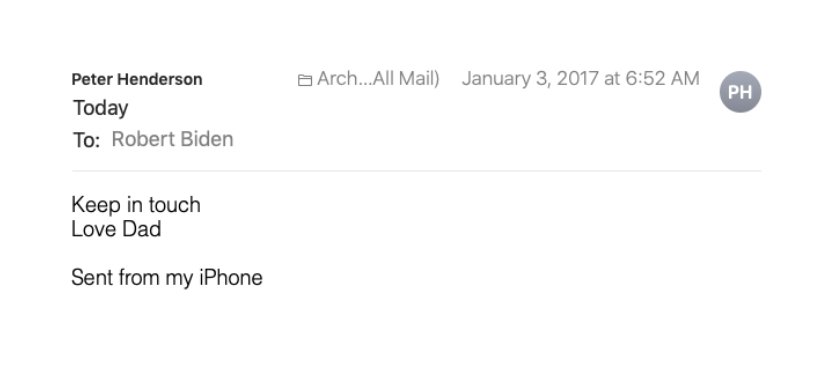 Peter Henderson
Arch...All Mail)
January 3, 2017 at 6:52 AM
PH
Today
To: Robert Biden
Keep in touch
Love Dad
Sent from my iPhone